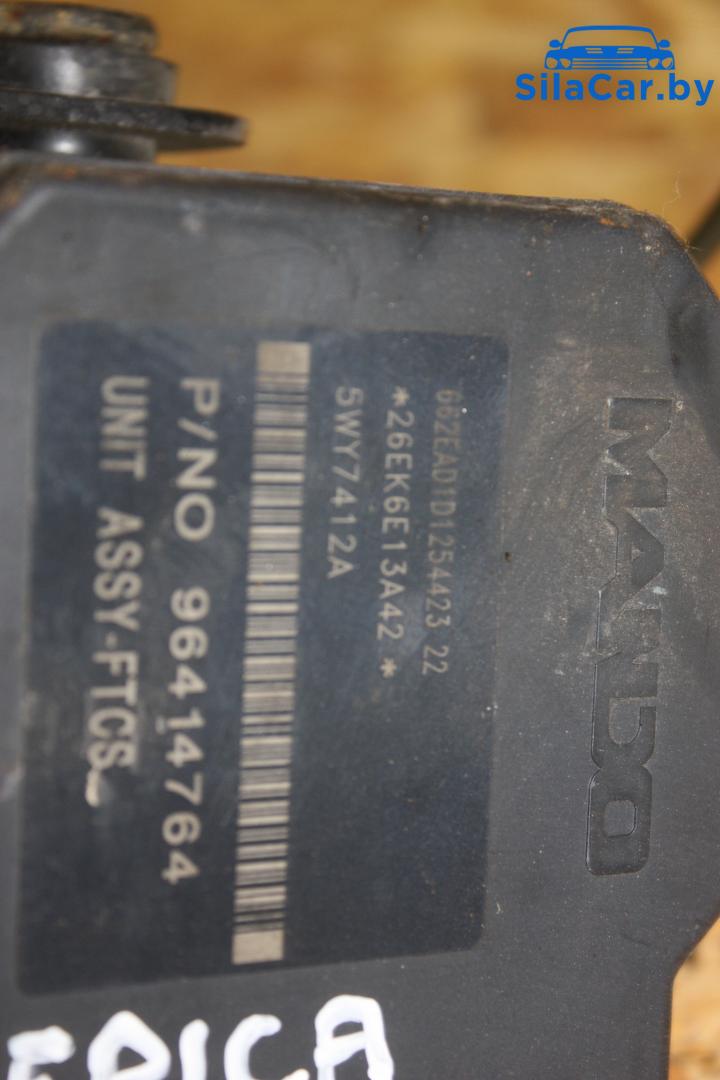 SilaCar.by
MANDO
66ZEAD1D1254423 22
*26EK6E13A42 *
5WY7412A
P/NO 96414764
UNIT ASSY-FTCS
EPICA